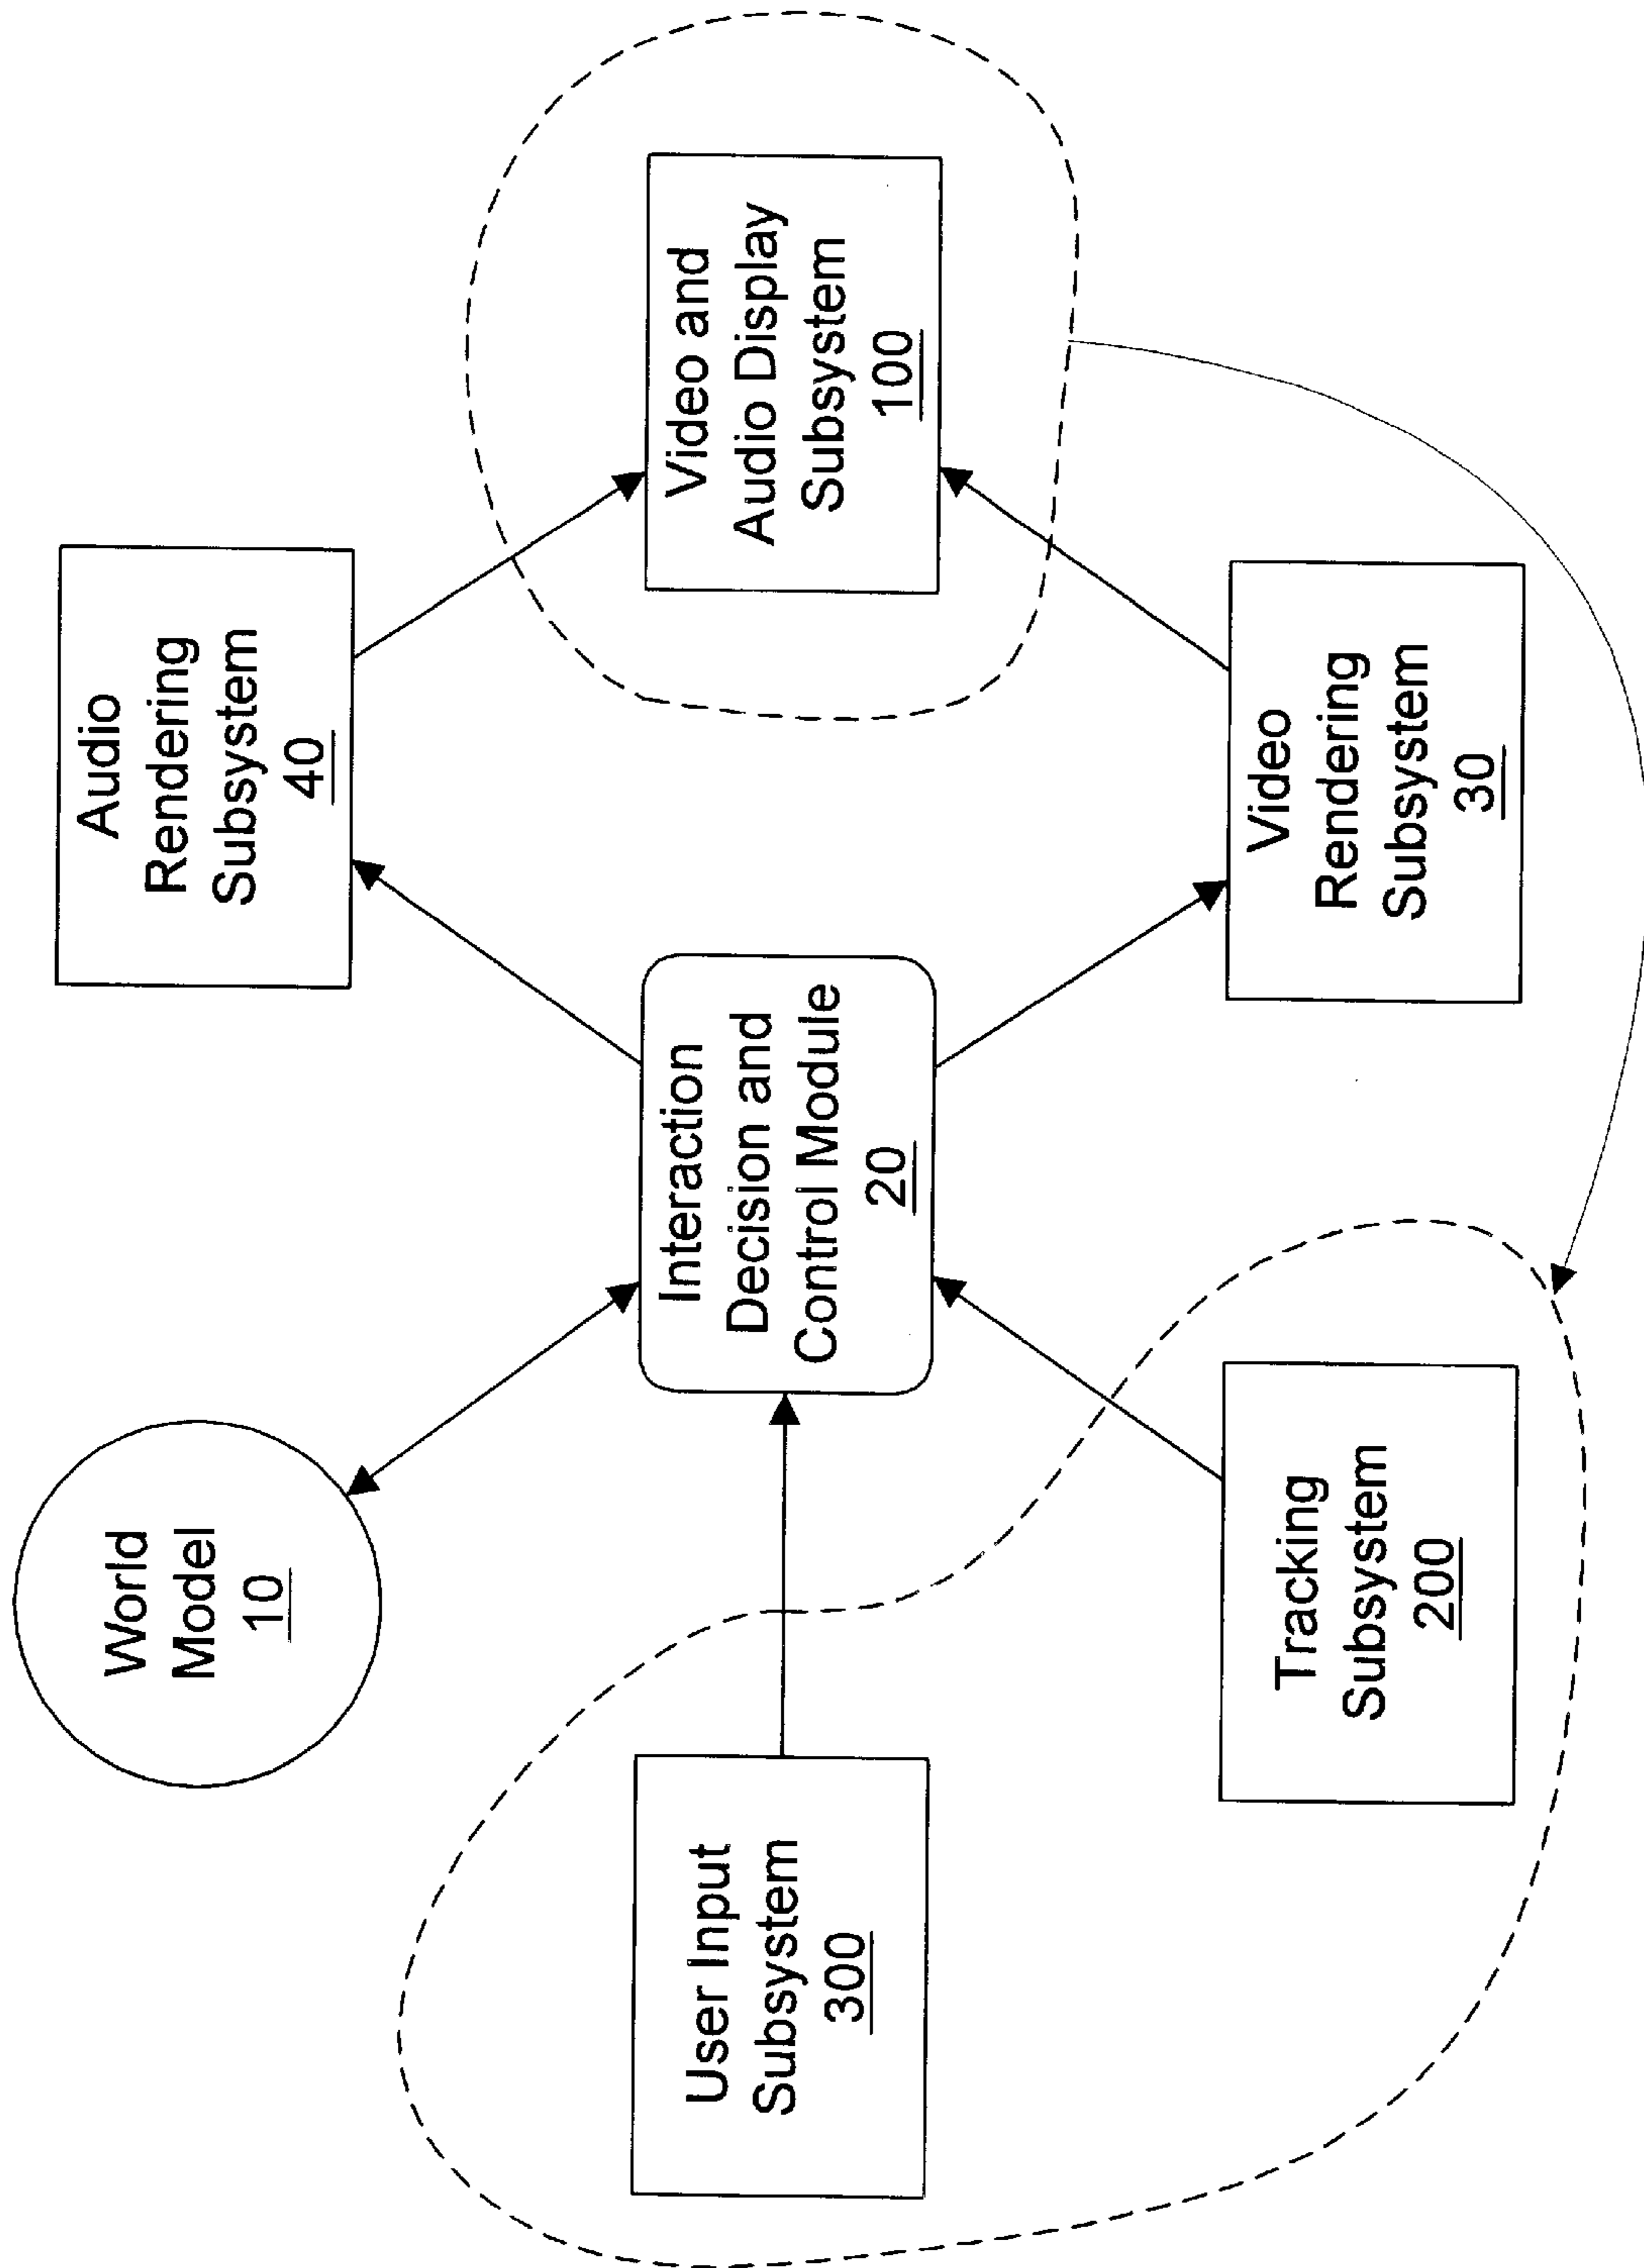 World
Model
10
Audio
Rendering
Subsystem
40
User Input
Subsystem
300
Interaction
Decision and
Control Module
20
Video and
Audio Display
Subsystem
100
Tracking
Subsystem
200
Video
Rendering
Subsystem
30